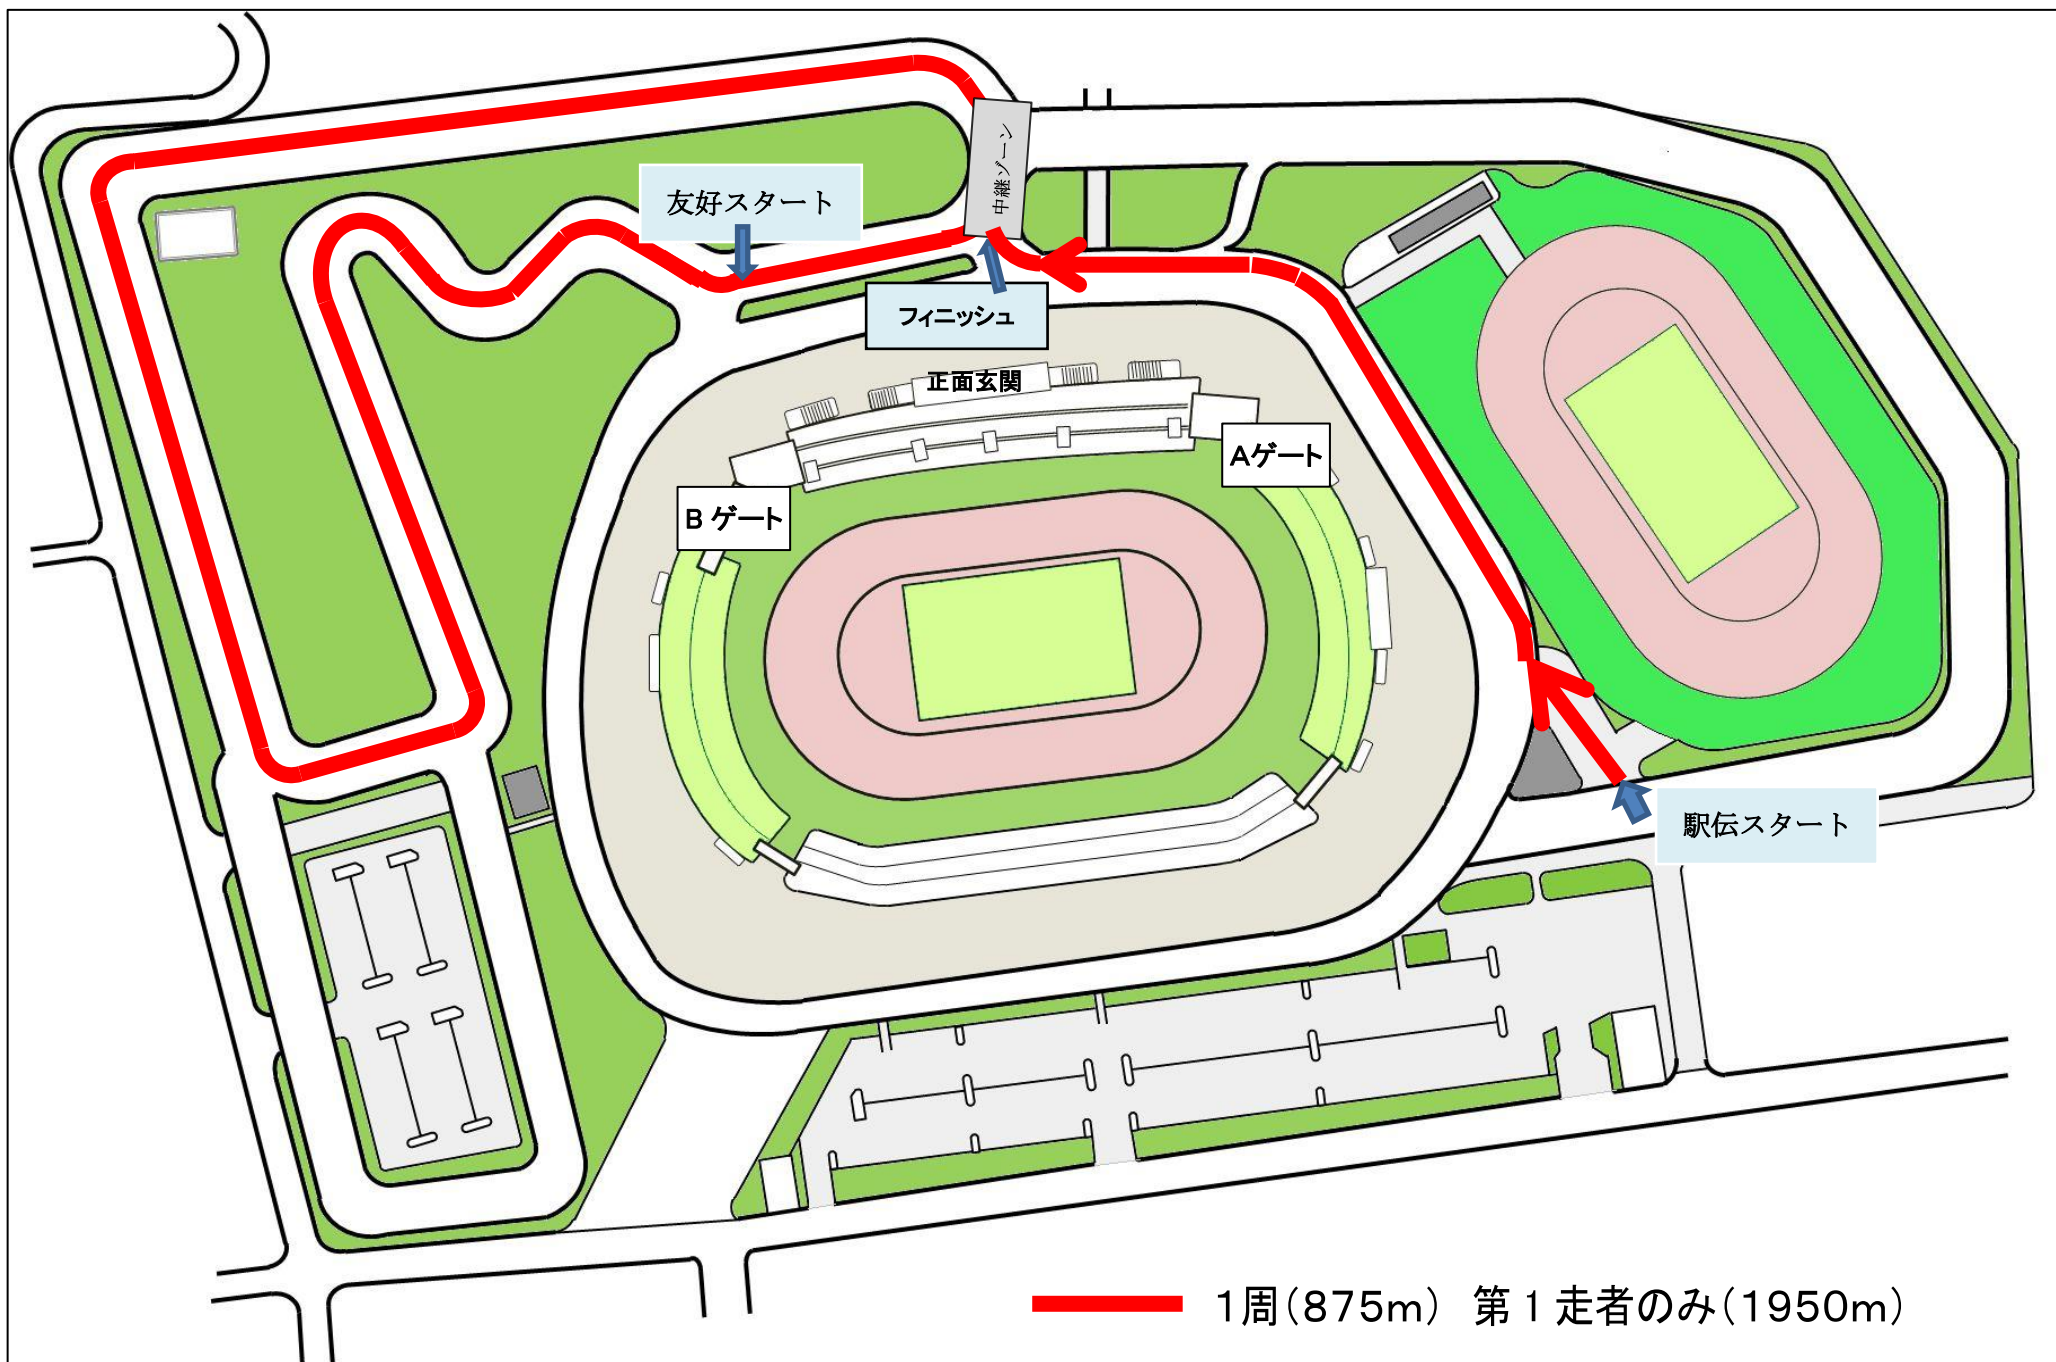 中継ゾーン
友好スタート
フィニッシュ
正面玄関
Aゲート
B ゲート
駅伝スタート
1周(875m) 第1走者のみ(1950m)